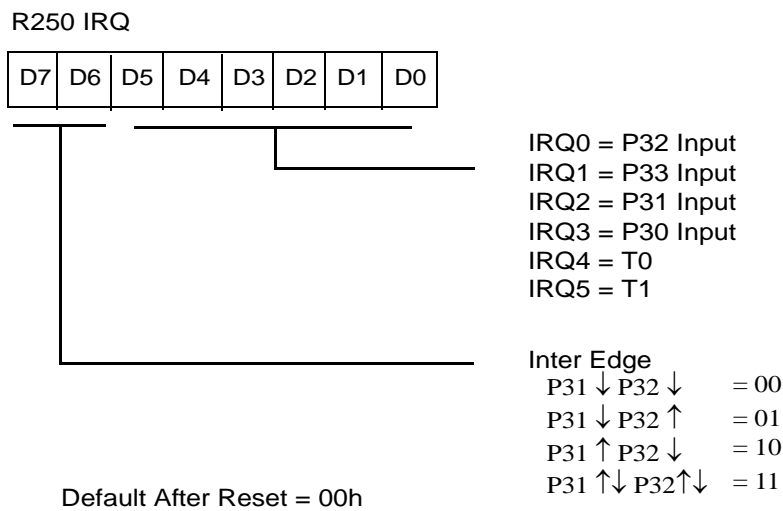 R250 IRQ
D7 D6 D5 D4 D3 D2 D1 D0
IRQ0 = P32 Input
IRQ1 = P33 Input
IRQ2 = P31 Input
IRQ3 = P30 Input
IRQ4 = T0
IRQ5 = T1
Inter Edge
P31 ↓ P32 ↓ = 00
P31 ↓ P32 ↑ = 01
P31 ↑ P32 ↓ = 10
P31 ↑↓ P32↑↓ = 11
Default After Reset = 00h